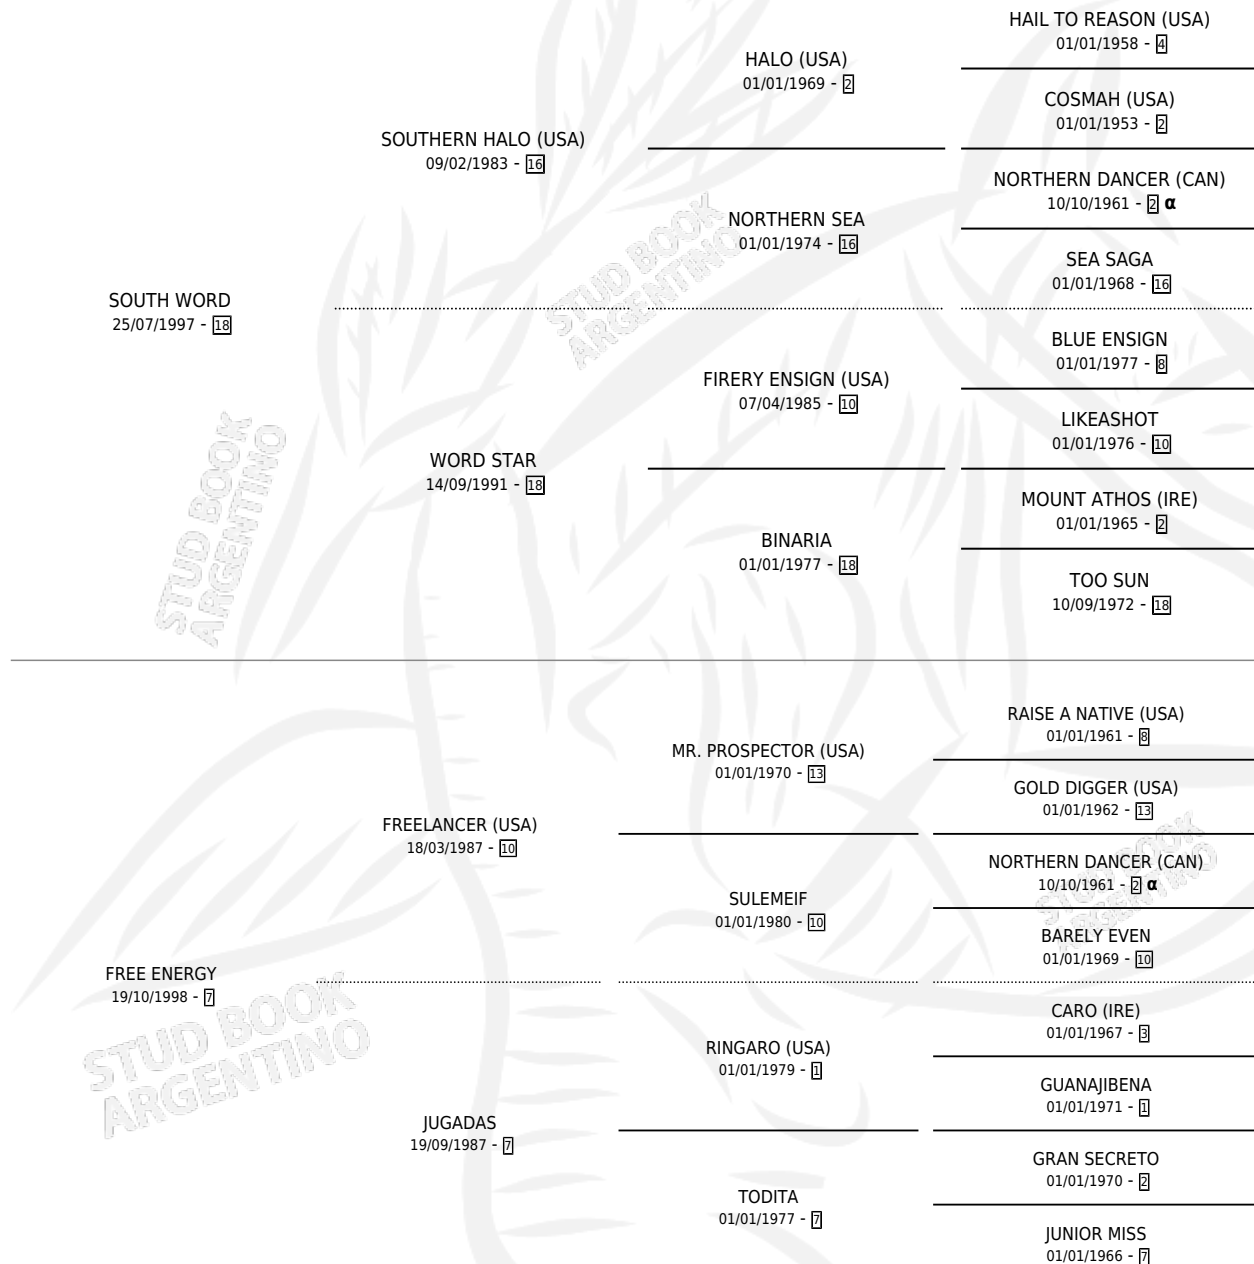 HAIL TO REASON (USA)
01/01/1958 - 4
HALO (USA)
01/01/1969 - 2
COSMAH (USA)
01/01/1953 - 2
SOUTHERN HALO (USA)
09/02/1983 - 16
NORTHERN DANCER (CAN)
10/10/1961 - 2 α
NORTHERN SEA
01/01/1974 - 16
SEA SAGA
01/01/1968 - 16
SOUTH WORD
25/07/1997 - 18
BLUE ENSIGN
01/01/1977 - 8
FIRERY ENSIGN (USA)
07/04/1985 - 10
LIKEASHOT
01/01/1976 - 10
WORD STAR
14/09/1991 - 18
MOUNT ATHOS (IRE)
01/01/1965 - 2
BINARIA
01/01/1977 - 18
TOO SUN
10/09/1972 - 18
STUD BOOK
ARGENTINO
STUD BOOK
ARGENTINO
RAISE A NATIVE (USA)
01/01/1961 - 8
MR. PROSPECTOR (USA)
01/01/1970 - 13
GOLD DIGGER (USA)
01/01/1962 - 13
FREELANCER (USA)
18/03/1987 - 10
NORTHERN DANCER (CAN)
10/10/1961 - 2 α
SULEMEIF
01/01/1980 - 10
BARELY EVEN
01/01/1969 - 10
FREE ENERGY
19/10/1998 - 7
CARO (IRE)
01/01/1967 - 3
RINGARO (USA)
01/01/1979 - 1
GUANAJIBENA
01/01/1971 - 1
JUGADAS
19/09/1987 - 7
GRAN SECRETO
01/01/1970 - 2
TODITA
01/01/1977 - 7
JUNIOR MISS
01/01/1966 - 7
STUD BOOK
ARGENTINO
STUD BOOK
ARGENTINO